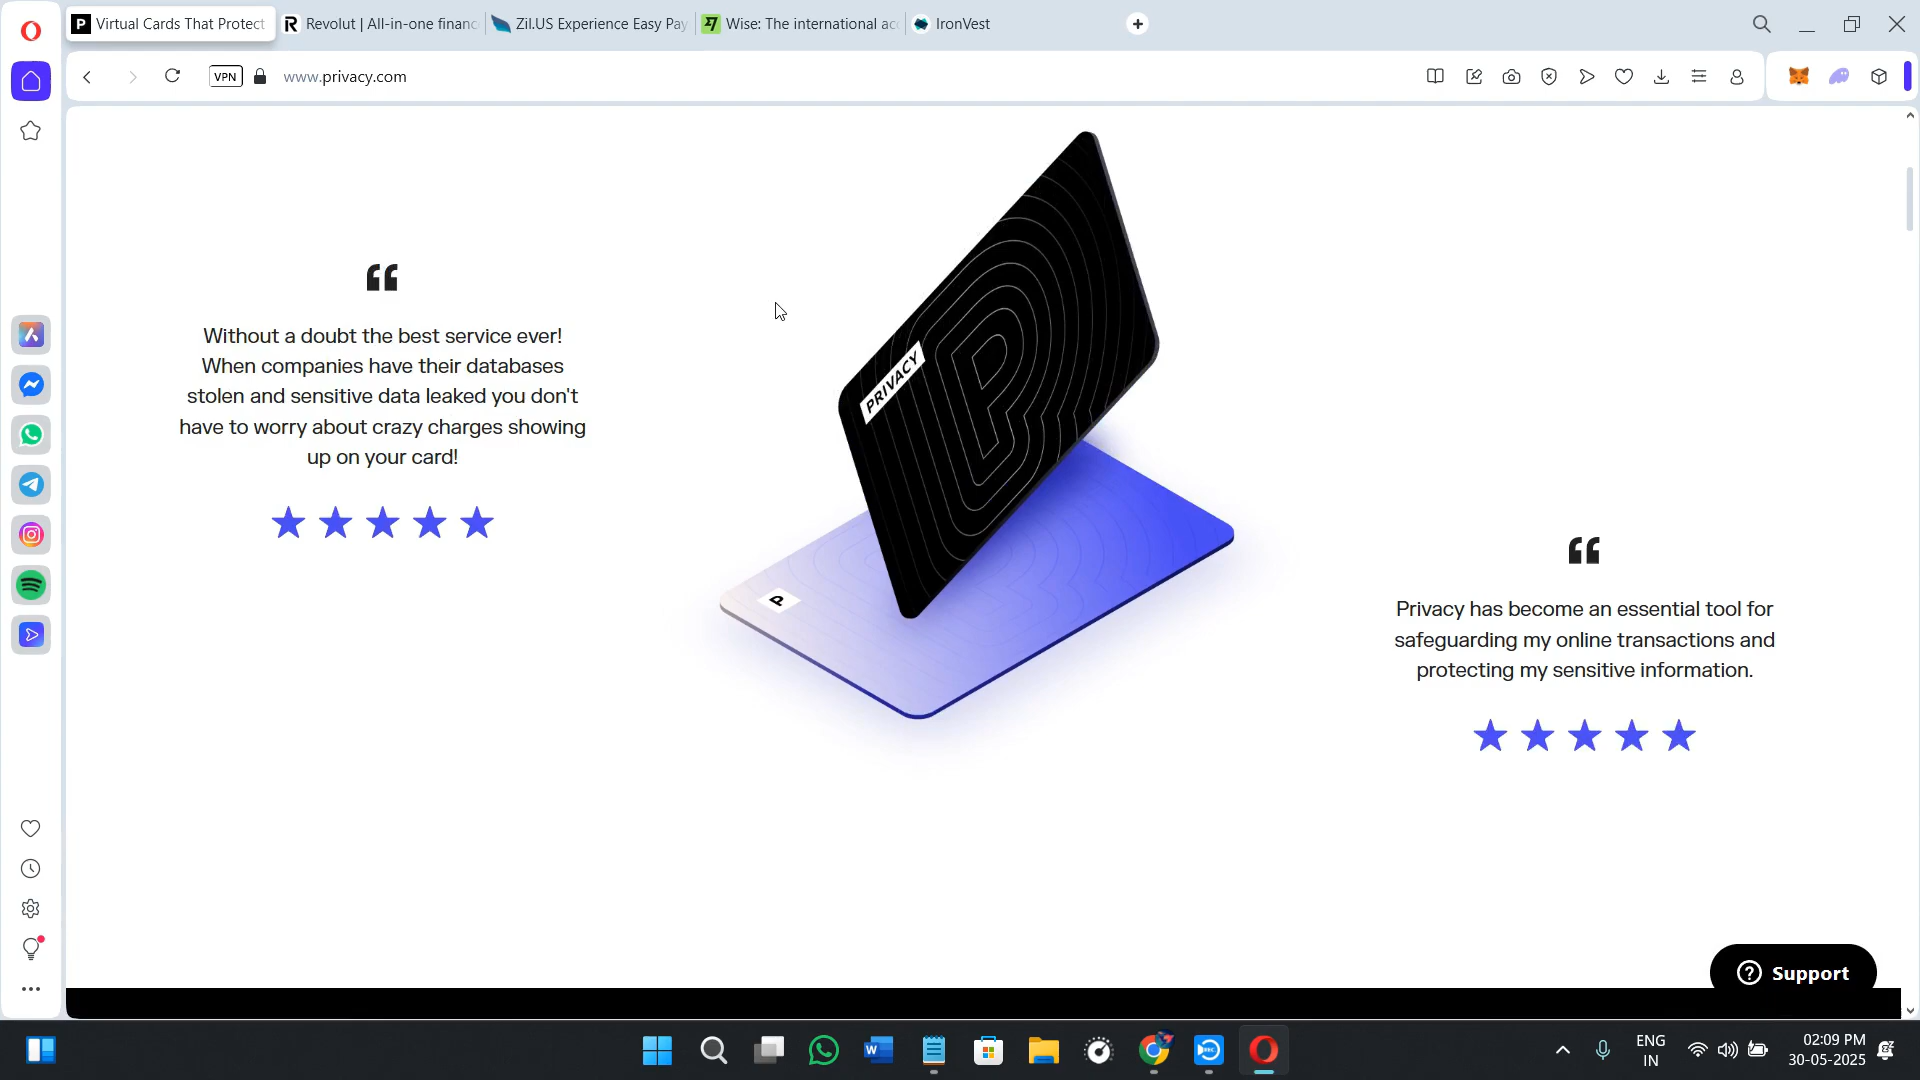 Virtual Cards That Protect
Revolut | All-in-one financ
Zil.US Experience Easy Pay
Wise: The international acc
IronVest
VPN
www.privacy.com
PRIVACY
P
“
Without a doubt the best service ever!
When companies have their databases
stolen and sensitive data leaked you don't
have to worry about crazy charges showing
up on your card!
“
Privacy has become an essential tool for
safeguarding my online transactions and
protecting my sensitive information.
Support
ENG
IN
02:09 PM
30-05-2025